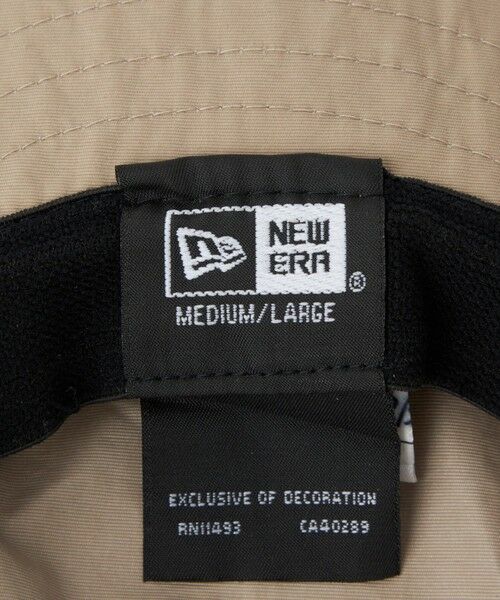 NEW
ERA
®
MEDIUM/LARGE
EXCLUSIVE OF DECORATION
RN11493 CA40289